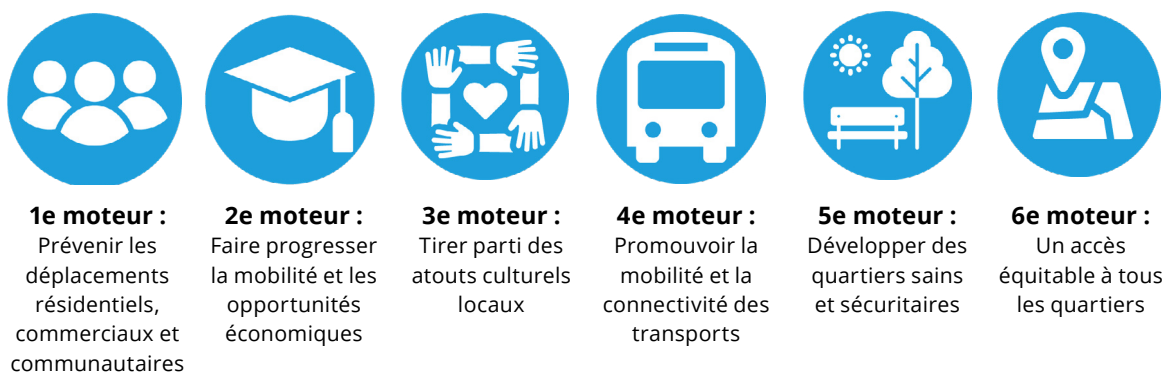 1e moteur :
Prévenir les
déplacements
résidentiels,
commerciaux et
communautaires
2e moteur :
Faire progresser
la mobilité et les
opportunités
économiques
3e moteur :
Tirer parti des
atouts culturels
locaux
4e moteur :
Promouvoir la
mobilité et la
connectivité des
transports
5e moteur :
Développer des
quartiers sains
et sécuritaires
6e moteur :
Un accès
équitable à tous
les quartiers